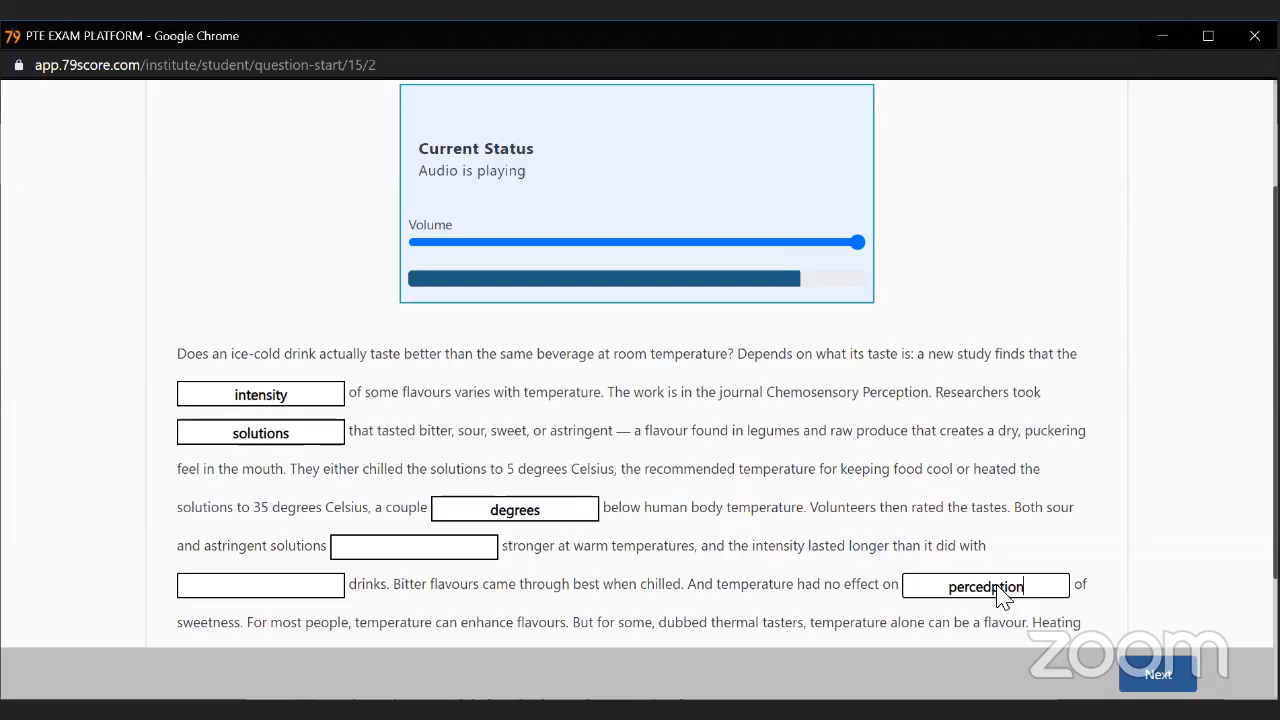 79 PTE EXAM PLATFORM - Google Chrome
app.79score.com/institute/student/question-start/15/2
Current Status
Audio is playing
Volume
Does an ice-cold drink actually taste better than the same beverage at room temperature? Depends on what its taste is: a new study finds that the
intensity of some flavours varies with temperature. The work is in the journal Chemosensory Perception. Researchers took
solutions that tasted bitter, sour, sweet, or astringent — a flavour found in legumes and raw produce that creates a dry, puckering
feel in the mouth. They either chilled the solutions to 5 degrees Celsius, the recommended temperature for keeping food cool or heated the
solutions to 35 degrees Celsius, a couple degrees below human body temperature. Volunteers then rated the tastes. Both sour
and astringent solutions stronger at warm temperatures, and the intensity lasted longer than it did with
drinks. Bitter flavours came through best when chilled. And temperature had no effect on percedption of
sweetness. For most people, temperature can enhance flavours. But for some, dubbed thermal tasters, temperature alone can be a flavour. Heating
zoom
Next